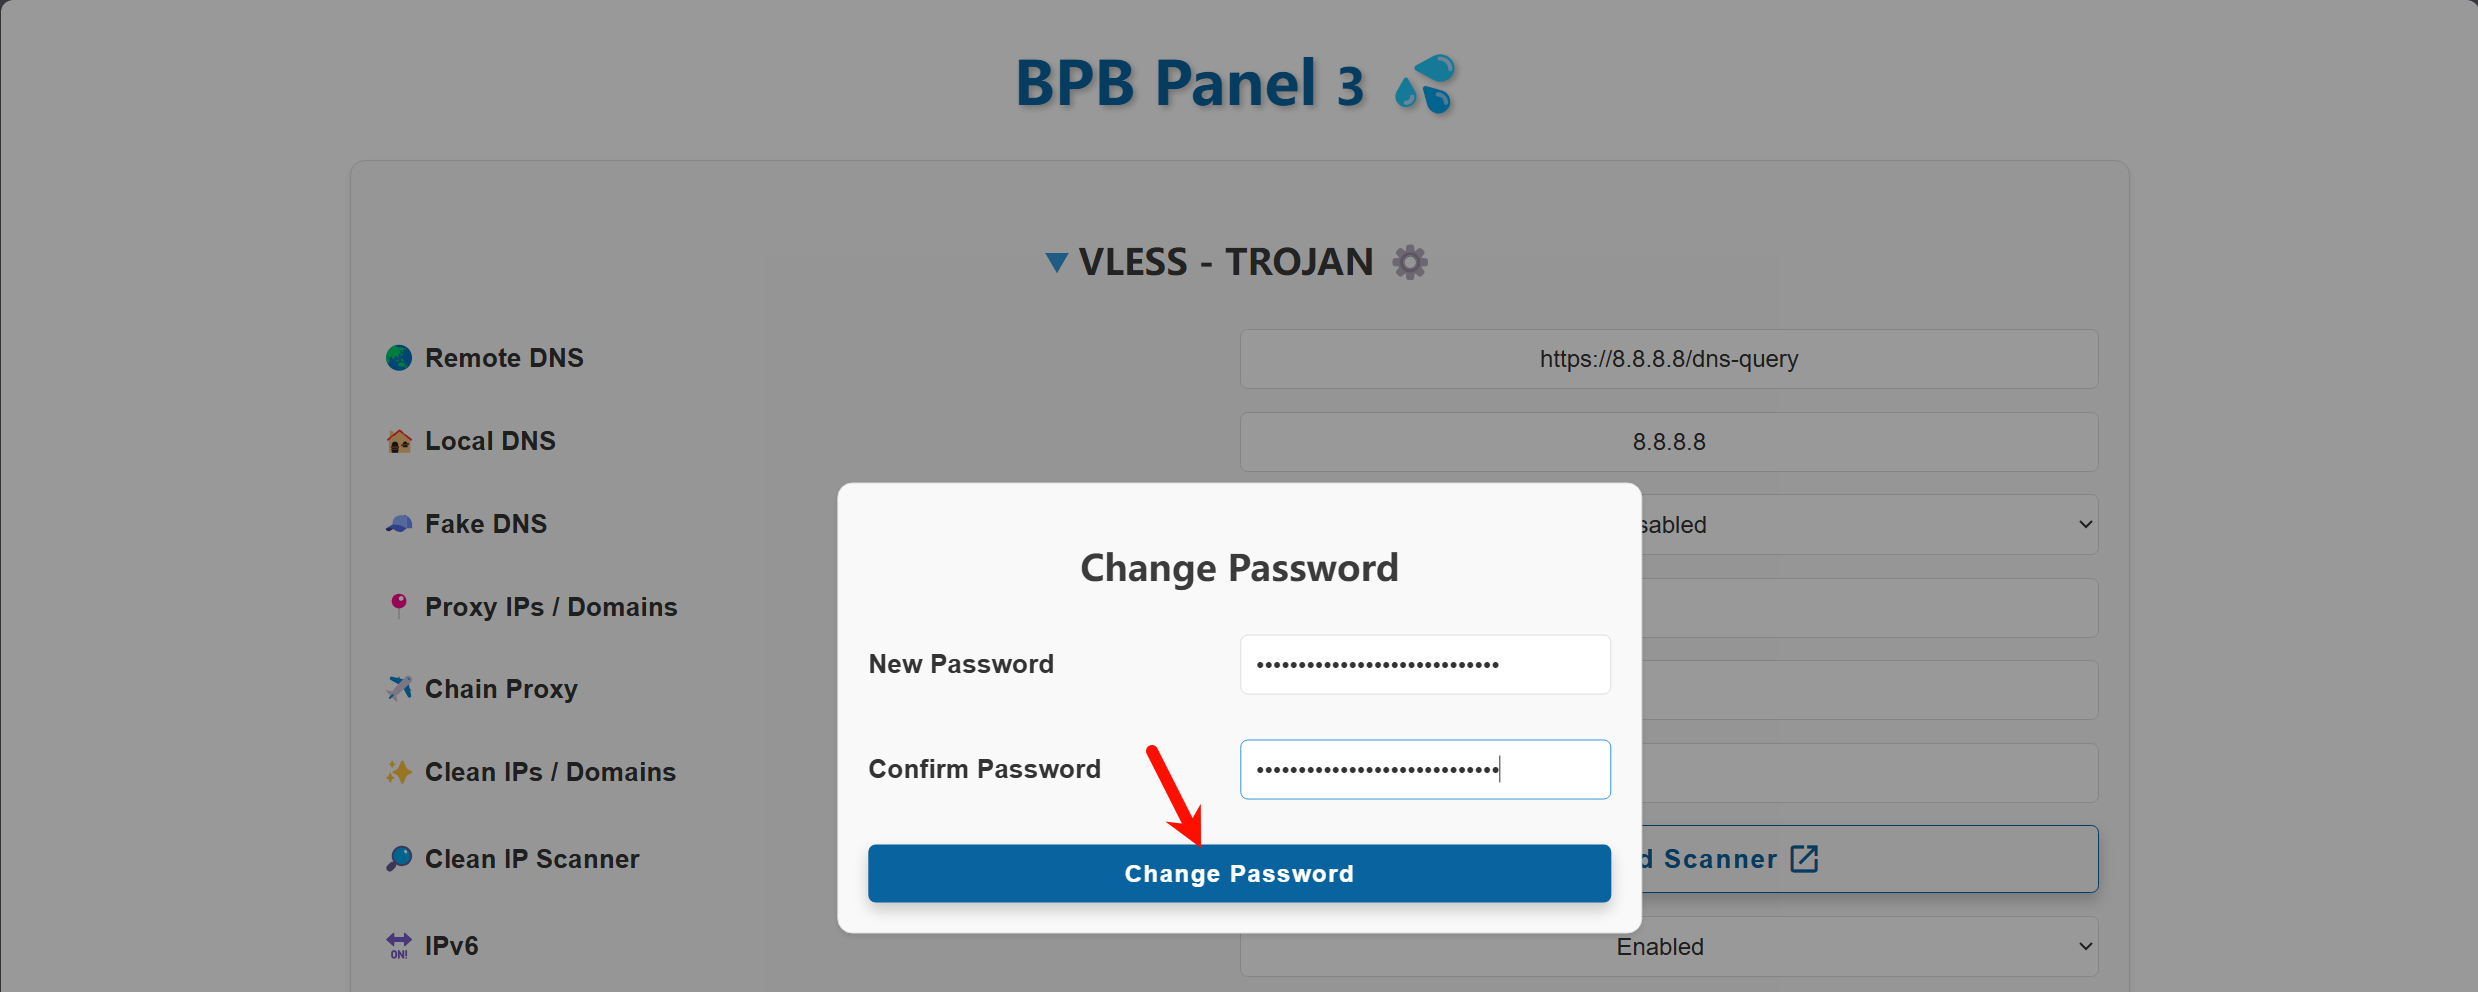 BPB Panel 3 💦
VLESS - TROJAN ⚙️
Remote DNS
https://8.8.8.8/dns-query
Local DNS
8.8.8.8
Fake DNS
sabled
Proxy IPs / Domains
Chain Proxy
Clean IPs / Domains
Clean IP Scanner
d Scanner
IPv6
Enabled
Change Password
New Password
•••••••••••••••••••••••••••••
Confirm Password
•••••••••••••••••••••••••••••
Change Password